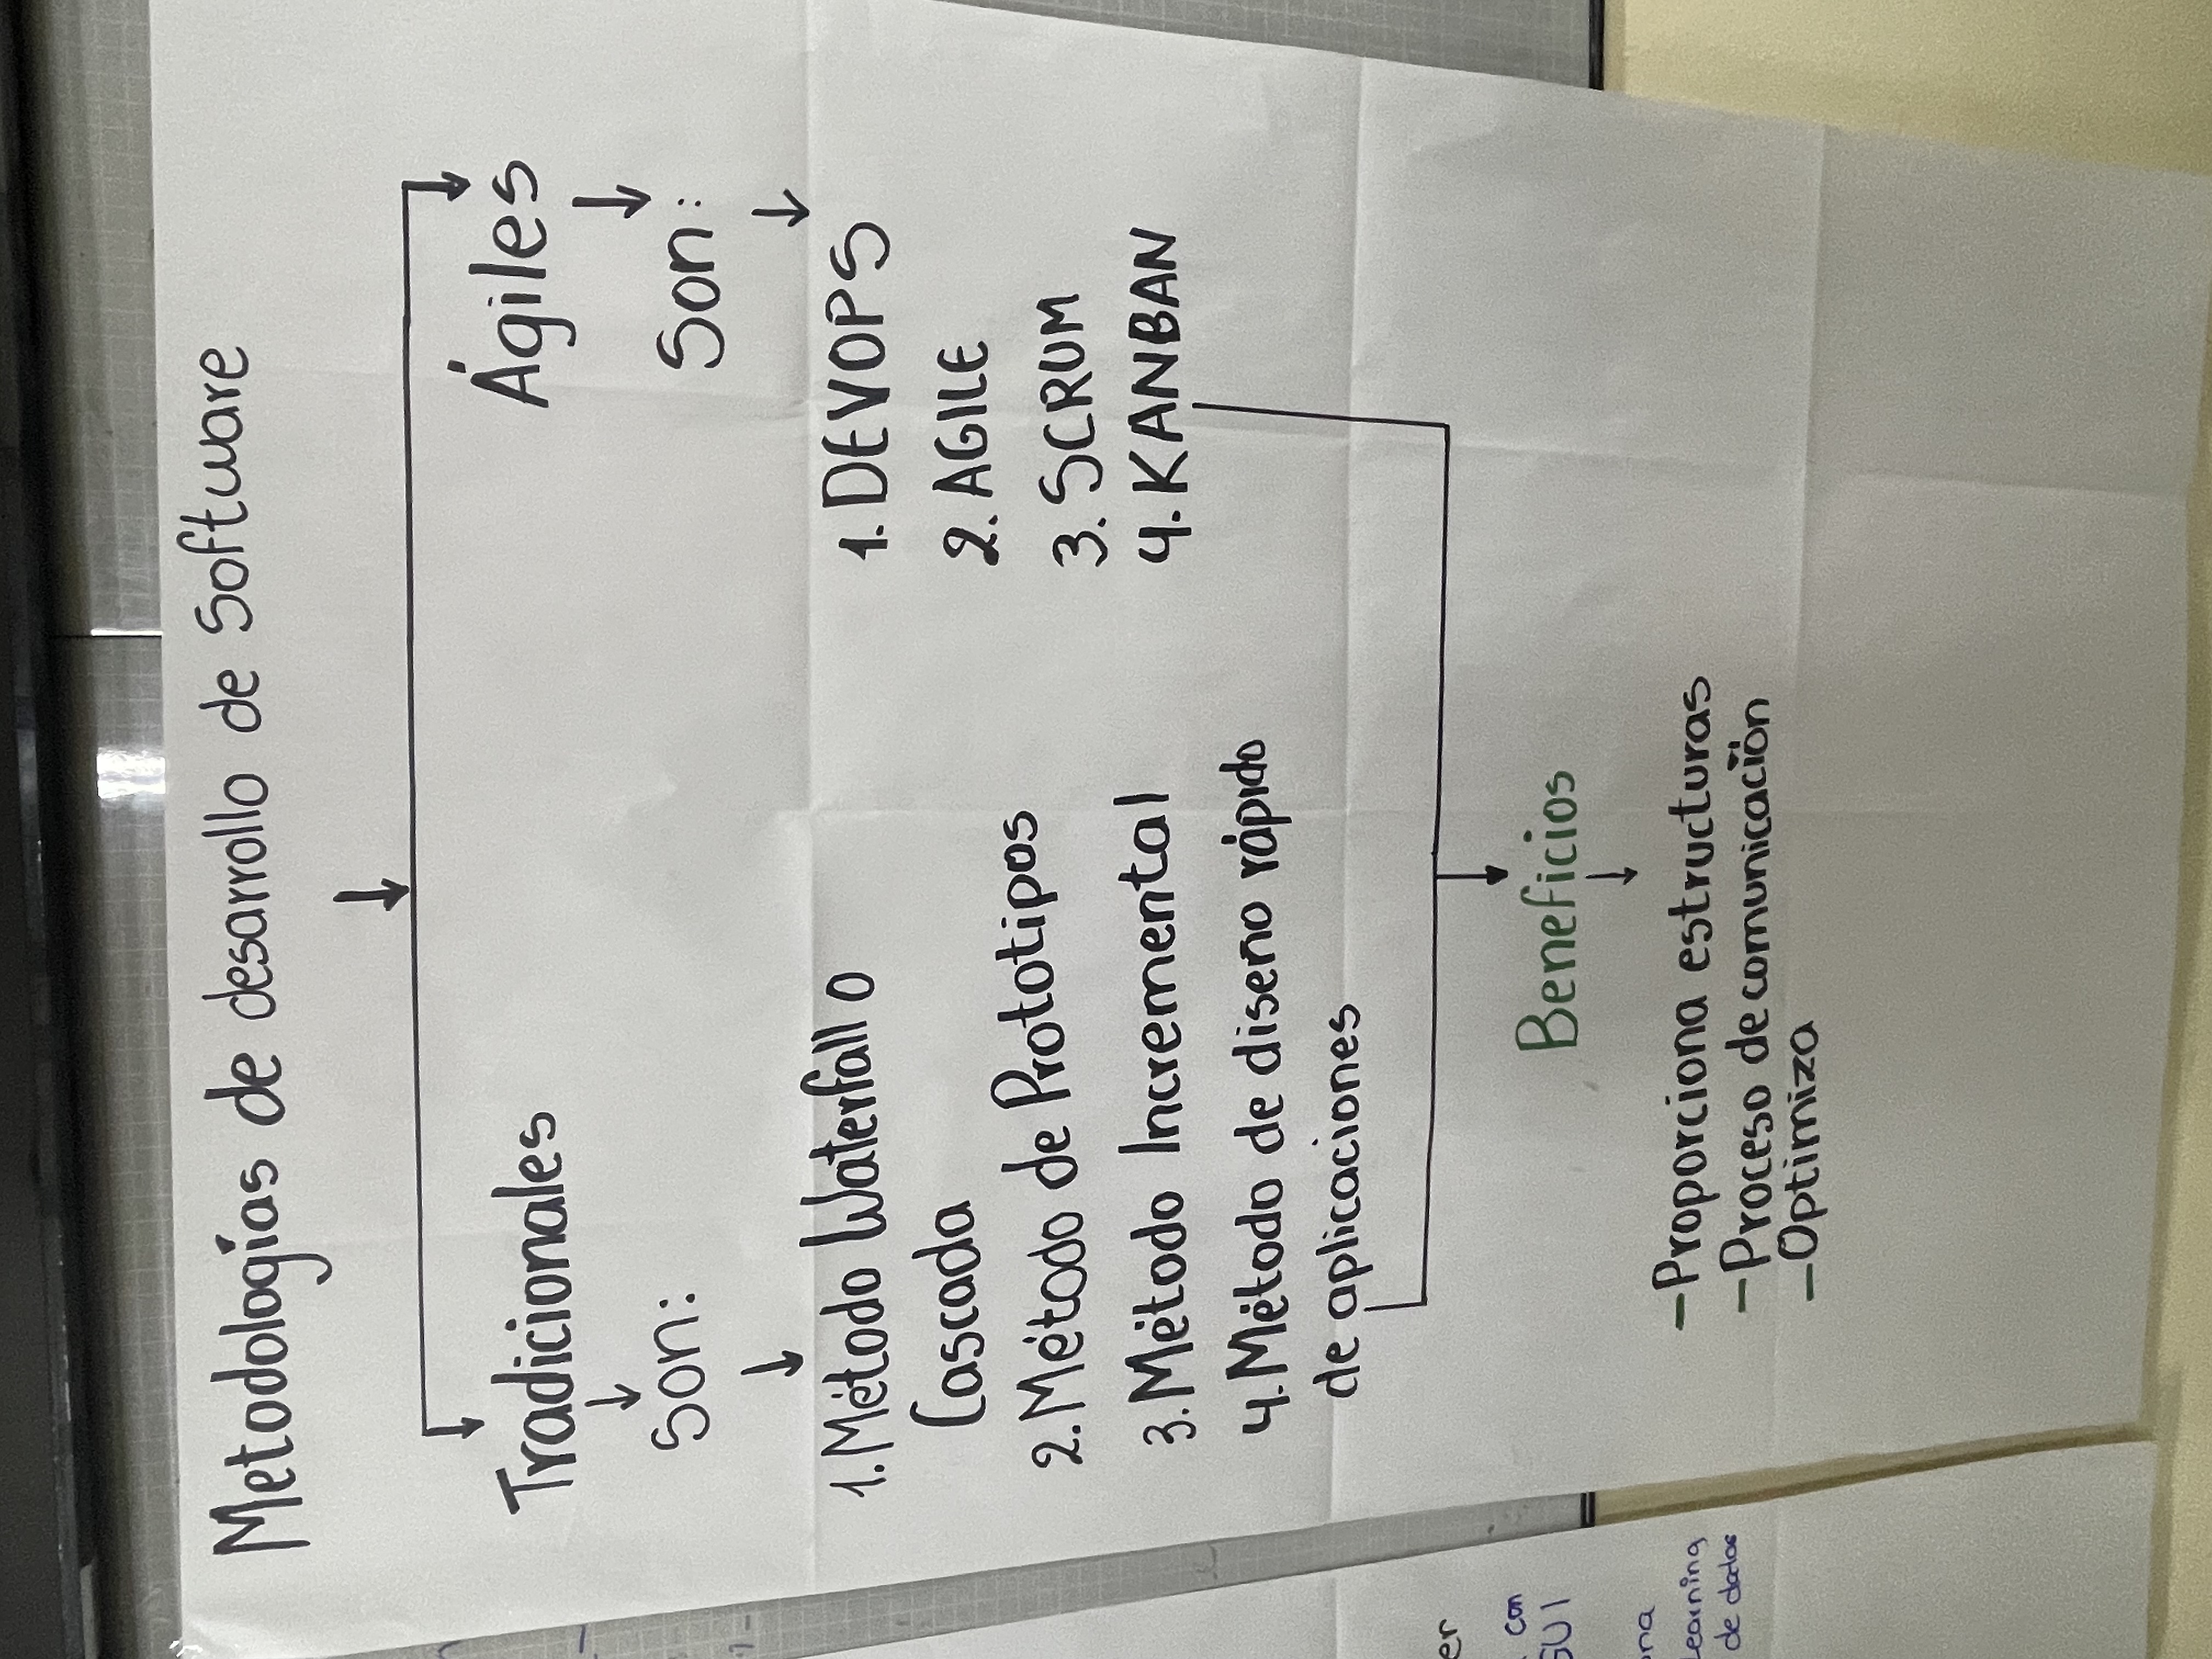 Metodologías de desarrollo de Software
Tradicionales
Son:
1. Método Waterfall o
Cascada
2. Método de Prototipos
3. Método Incremental
4. Método de diseño rápido
de aplicaciones
Ágiles
Son:
1. DEVOPS
2. AGILE
3. SCRUM
4. KANBAN
Beneficios
- Proporciona estructuras
- Proceso de comunicación
- Optimiza
con
GUI
Learning
de datos